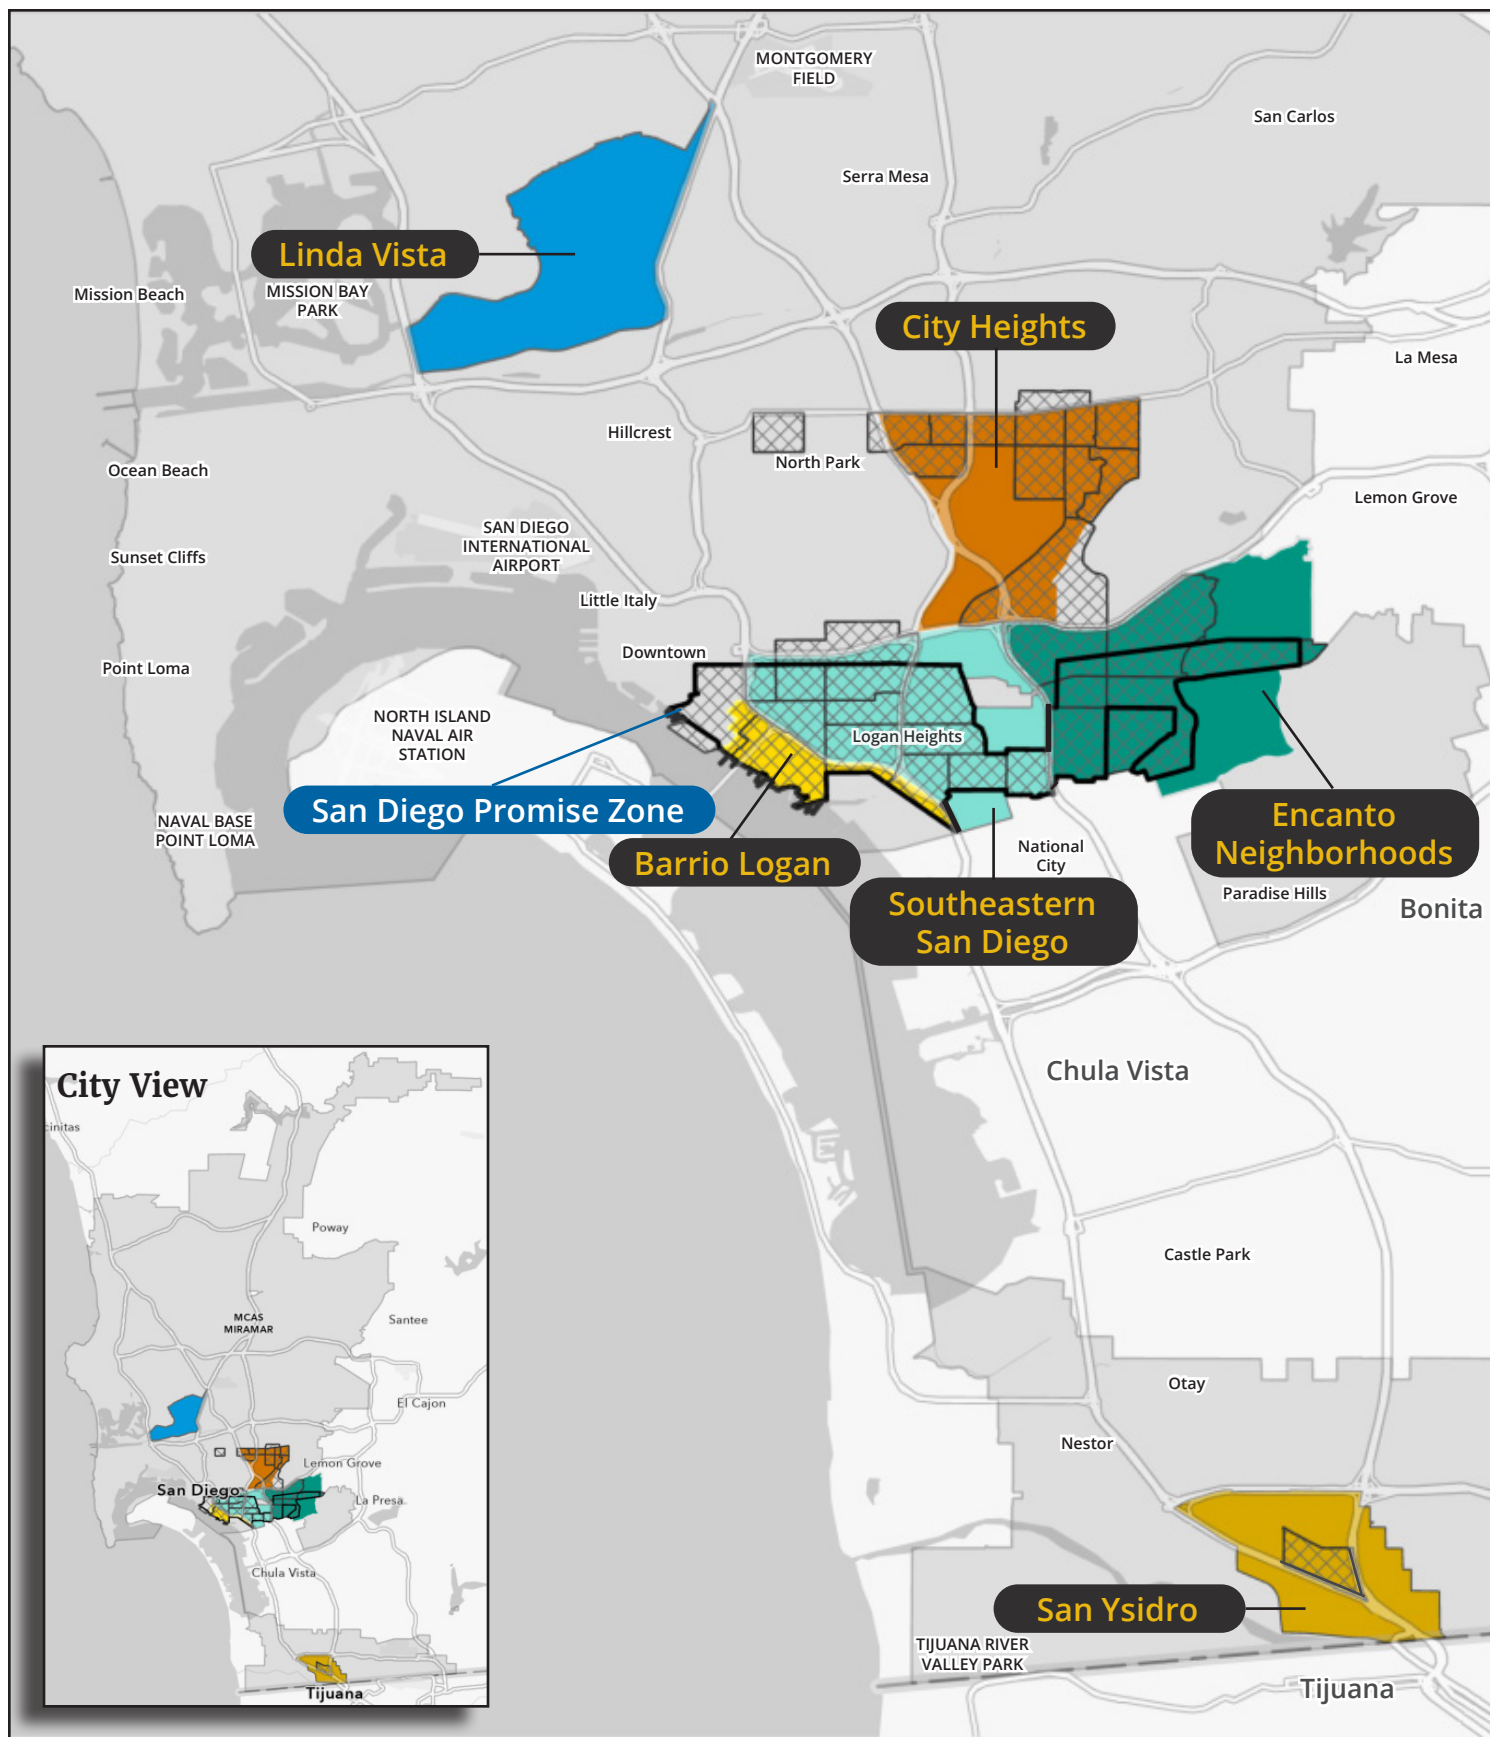 MONTGOMERY
FIELD
San Carlos
Serra Mesa
Linda Vista
Mission Beach
MISSION BAY
PARK
City Heights
La Mesa
Hillcrest
North Park
Ocean Beach
Lemon Grove
SAN DIEGO
INTERNATIONAL
AIRPORT
Sunset Cliffs
Little Italy
Downtown
Point Loma
NORTH ISLAND
NAVAL AIR
STATION
Logan Heights
San Diego Promise Zone
NAVAL BASE
POINT LOMA
Barrio Logan
National
City
Encanto
Neighborhoods
Paradise Hills
Bonita
Southeastern
San Diego
Chula Vista
Castle Park
Otay
Nestor
San Ysidro
TIJUANA RIVER
VALLEY PARK
Tijuana
City View
cinitas
Poway
MCAS
MIRAMAR
Santee
El Cajon
Lemon Grove
San Diego
La Presa
Chula Vista
Tijuana